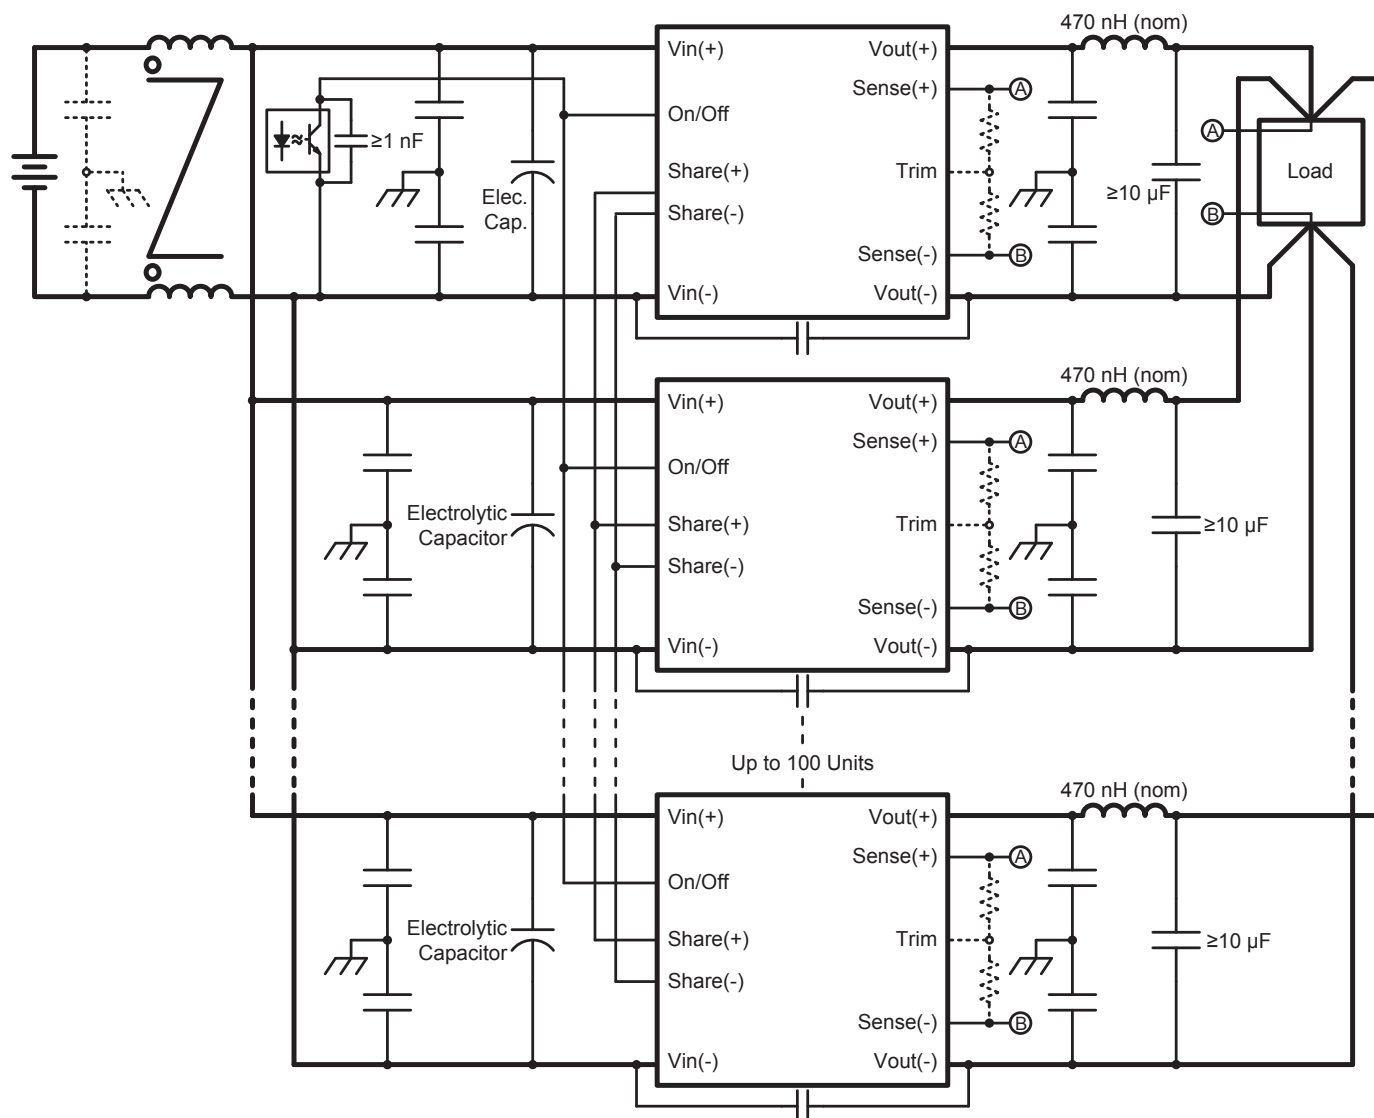 470 nH (nom)
Vin(+)
Vout(+)
Sense(+)
A
On/Off
≥1 nF
A
Share(+)
Trim
Load
Elec.
Cap.
≥10 µF
Share(-)
B
Sense(-)
B
Vin(-)
Vout(-)
470 nH (nom)
Vin(+)
Vout(+)
Sense(+)
A
On/Off
Electrolytic
Capacitor
Share(+)
Trim
≥10 µF
Share(-)
Sense(-)
B
Vin(-)
Vout(-)
Up to 100 Units
470 nH (nom)
Vin(+)
Vout(+)
Sense(+)
A
On/Off
Electrolytic
Capacitor
Share(+)
Trim
≥10 µF
Share(-)
Sense(-)
B
Vin(-)
Vout(-)